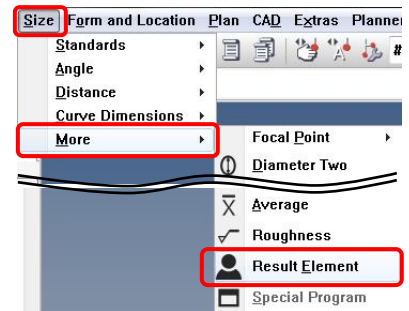 Size Form and Location Plan CAD Extras Planner
Standards
Angle
#
Distance
Curve Dimensions
More
Focal Point
Diameter Two
Average
Roughness
Result Element
Special Program